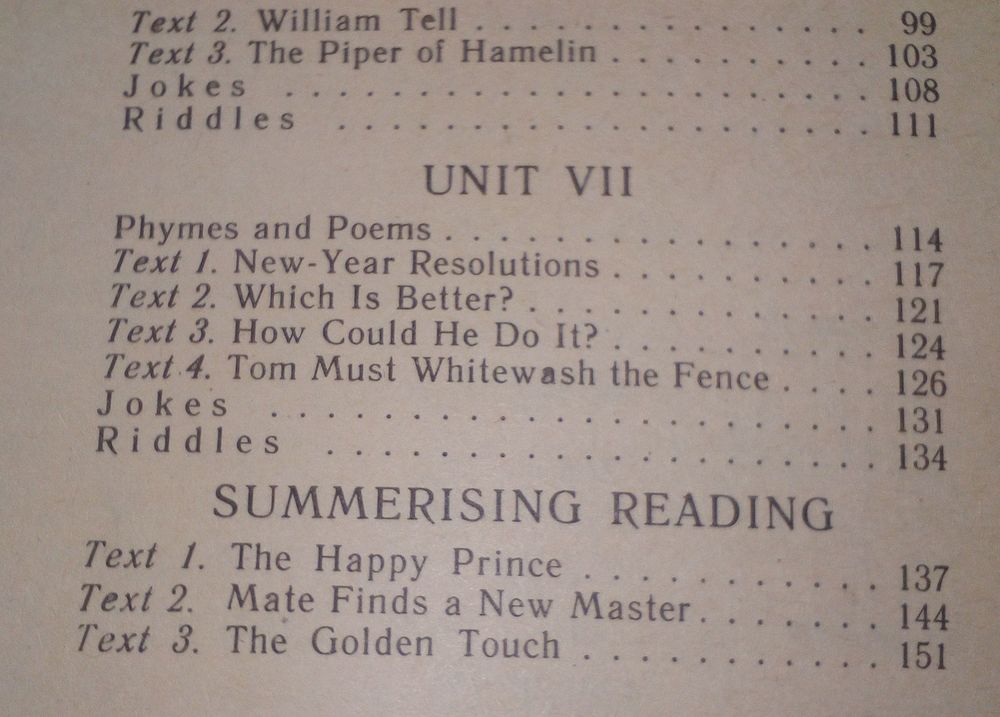 Text 2. William Tell . . . . . . . . . . . . . . 99
Text 3. The Piper of Hamelin . . . . . . . . . . 103
Jokes . . . . . . . . . . . . . . . . . . . . . 108
Riddles . . . . . . . . . . . . . . . . . . . 111
UNIT VII
Phymes and Poems . . . . . . . . . . . . . . . . 114
Text 1. New-Year Resolutions . . . . . . . . . . 117
Text 2. Which Is Better? . . . . . . . . . . . . . 121
Text 3. How Could He Do It? . . . . . . . . . . 124
Text 4. Tom Must Whitewash the Fence . . . . 126
Jokes . . . . . . . . . . . . . . . . . . . . . . 131
Riddles . . . . . . . . . . . . . . . . . . . . 134
SUMMERISING READING
Text 1. The Happy Prince . . . . . . . . . . . 137
Text 2. Mate Finds a New Master . . . . . . . 144
Text 3. The Golden Touch . . . . . . . . . . . 151